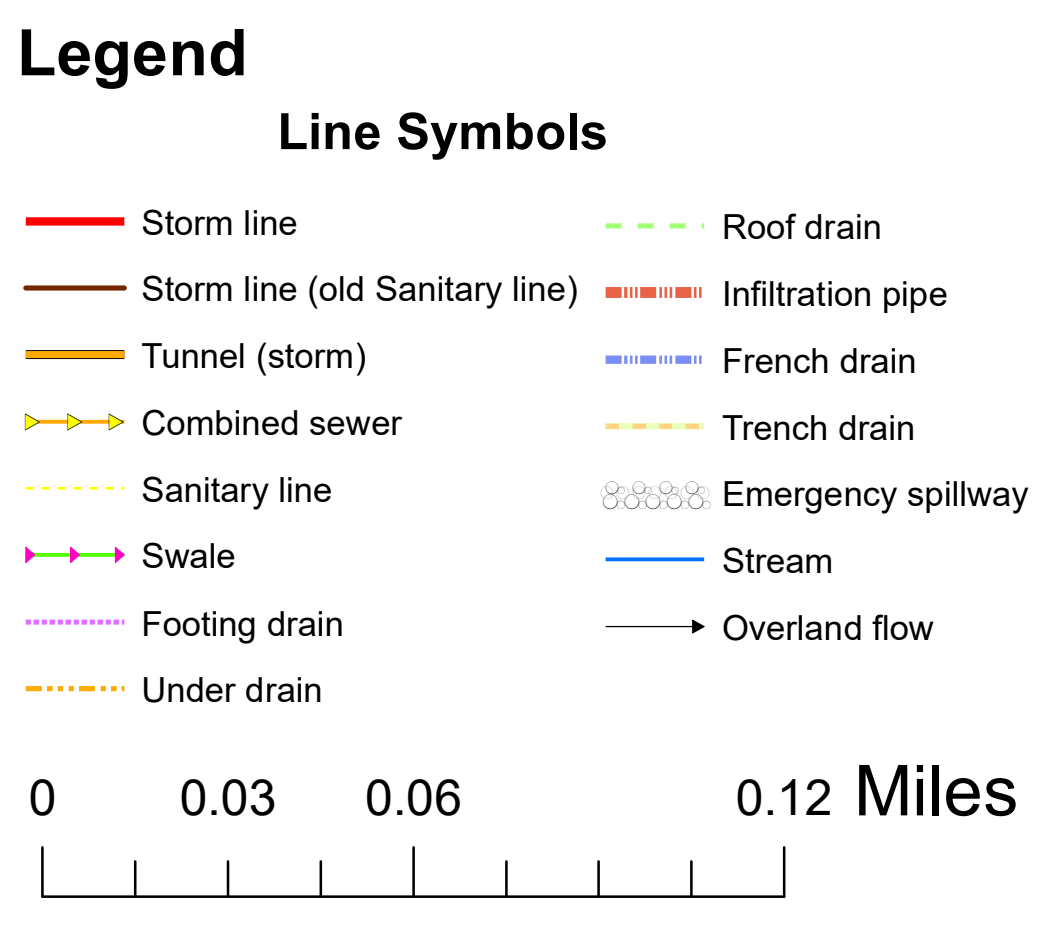 Legend
Line Symbols
Storm line
Storm line (old Sanitary line)
Tunnel (storm)
Combined sewer
Sanitary line
Swale
Footing drain
Under drain
Roof drain
Infiltration pipe
French drain
Trench drain
Emergency spillway
Stream
Overland flow
0 0.03 0.06 0.12 Miles